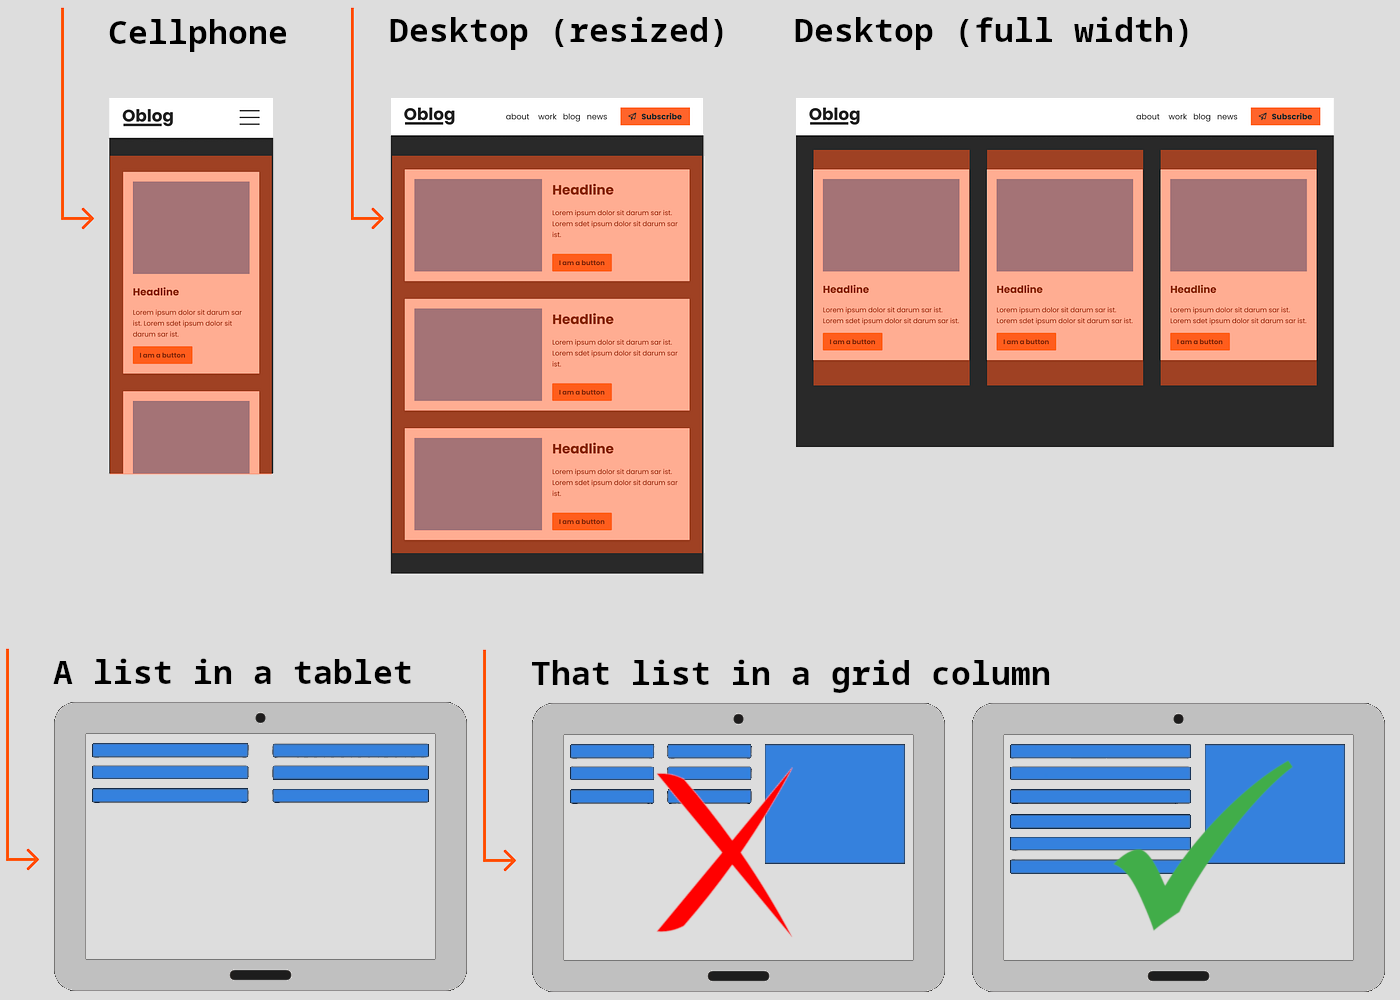 Cellphone
Desktop (resized)
Desktop (full width)
Oblog
Headline
Lorem ipsum dolor sit darum sar
ist. Lorem sdet ipsum dolor sit
darum sar ist.
I am a button
Oblog
about work blog news Subscribe
Headline
Lorem ipsum dolor sit darum sar ist.
Lorem sdet ipsum dolor sit darum sar
ist.
I am a button
Headline
Lorem ipsum dolor sit darum sar ist.
Lorem sdet ipsum dolor sit darum sar
ist.
I am a button
Headline
Lorem ipsum dolor sit darum sar ist.
Lorem sdet ipsum dolor sit darum sar
ist.
I am a button
Oblog
about work blog news Subscribe
Headline
Lorem ipsum dolor sit darum sar ist.
Lorem sdet ipsum dolor sit darum sar ist.
I am a button
Headline
Lorem ipsum dolor sit darum sar ist.
Lorem sdet ipsum dolor sit darum sar ist.
I am a button
Headline
Lorem ipsum dolor sit darum sar ist.
Lorem sdet ipsum dolor sit darum sar ist.
I am a button
A list in a tablet
That list in a grid column